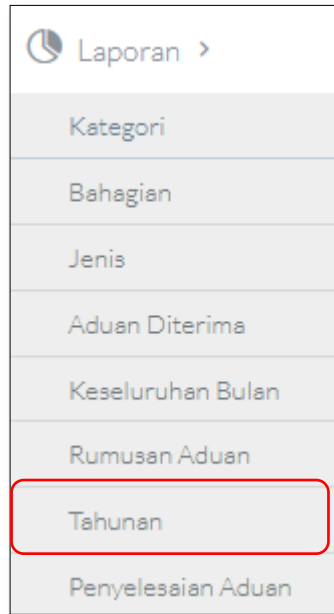 Laporan >
Kategori
Bahagian
Jenis
Aduan Diterima
Keseluruhan Bulan
Rumusan Aduan
Tahunan
Penyelesaian Aduan